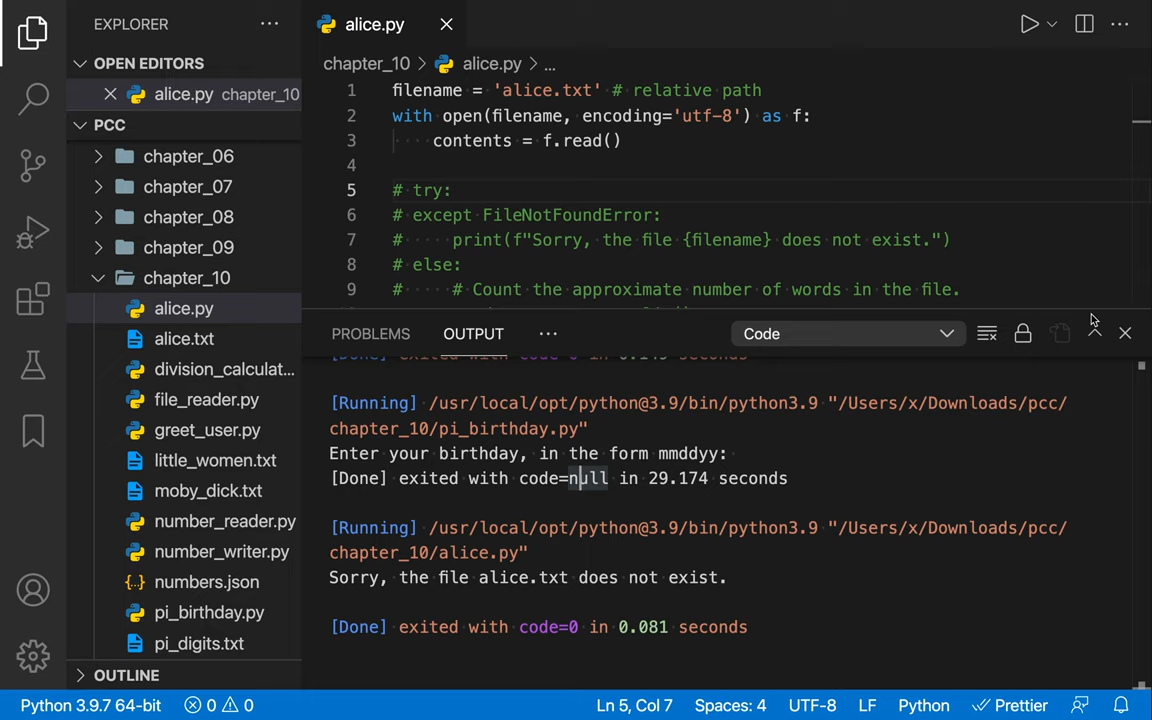 EXPLORER
OPEN EDITORS
alice.py chapter_10
PCC
chapter_06
chapter_07
chapter_08
chapter_09
chapter_10
alice.py
alice.txt
division_calculat...
file_reader.py
greet_user.py
little_women.txt
moby_dick.txt
number_reader.py
number_writer.py
numbers.json
pi_birthday.py
pi_digits.txt
OUTLINE
alice.py
chapter_10 > alice.py > ...
1 filename = 'alice.txt' # relative path
2 with open(filename, encoding='utf-8') as f:
3 contents = f.read()
4
5 # try:
6 # except FileNotFoundError:
7 # print(f"Sorry, the file {filename} does not exist.")
8 # else:
9 # # Count the approximate number of words in the file.
PROBLEMS OUTPUT ... Code
[Done] exited with code=0 in 0.149 seconds
[Running] /usr/local/opt/python@3.9/bin/python3.9 "/Users/x/Downloads/pcc/
chapter_10/pi_birthday.py"
Enter your birthday, in the form mmddyy:
[Done] exited with code=null in 29.174 seconds
[Running] /usr/local/opt/python@3.9/bin/python3.9 "/Users/x/Downloads/pcc/
chapter_10/alice.py"
Sorry, the file alice.txt does not exist.
[Done] exited with code=0 in 0.081 seconds
Python 3.9.7 64-bit 0 0 Ln 5, Col 7 Spaces: 4 UTF-8 LF Python Prettier